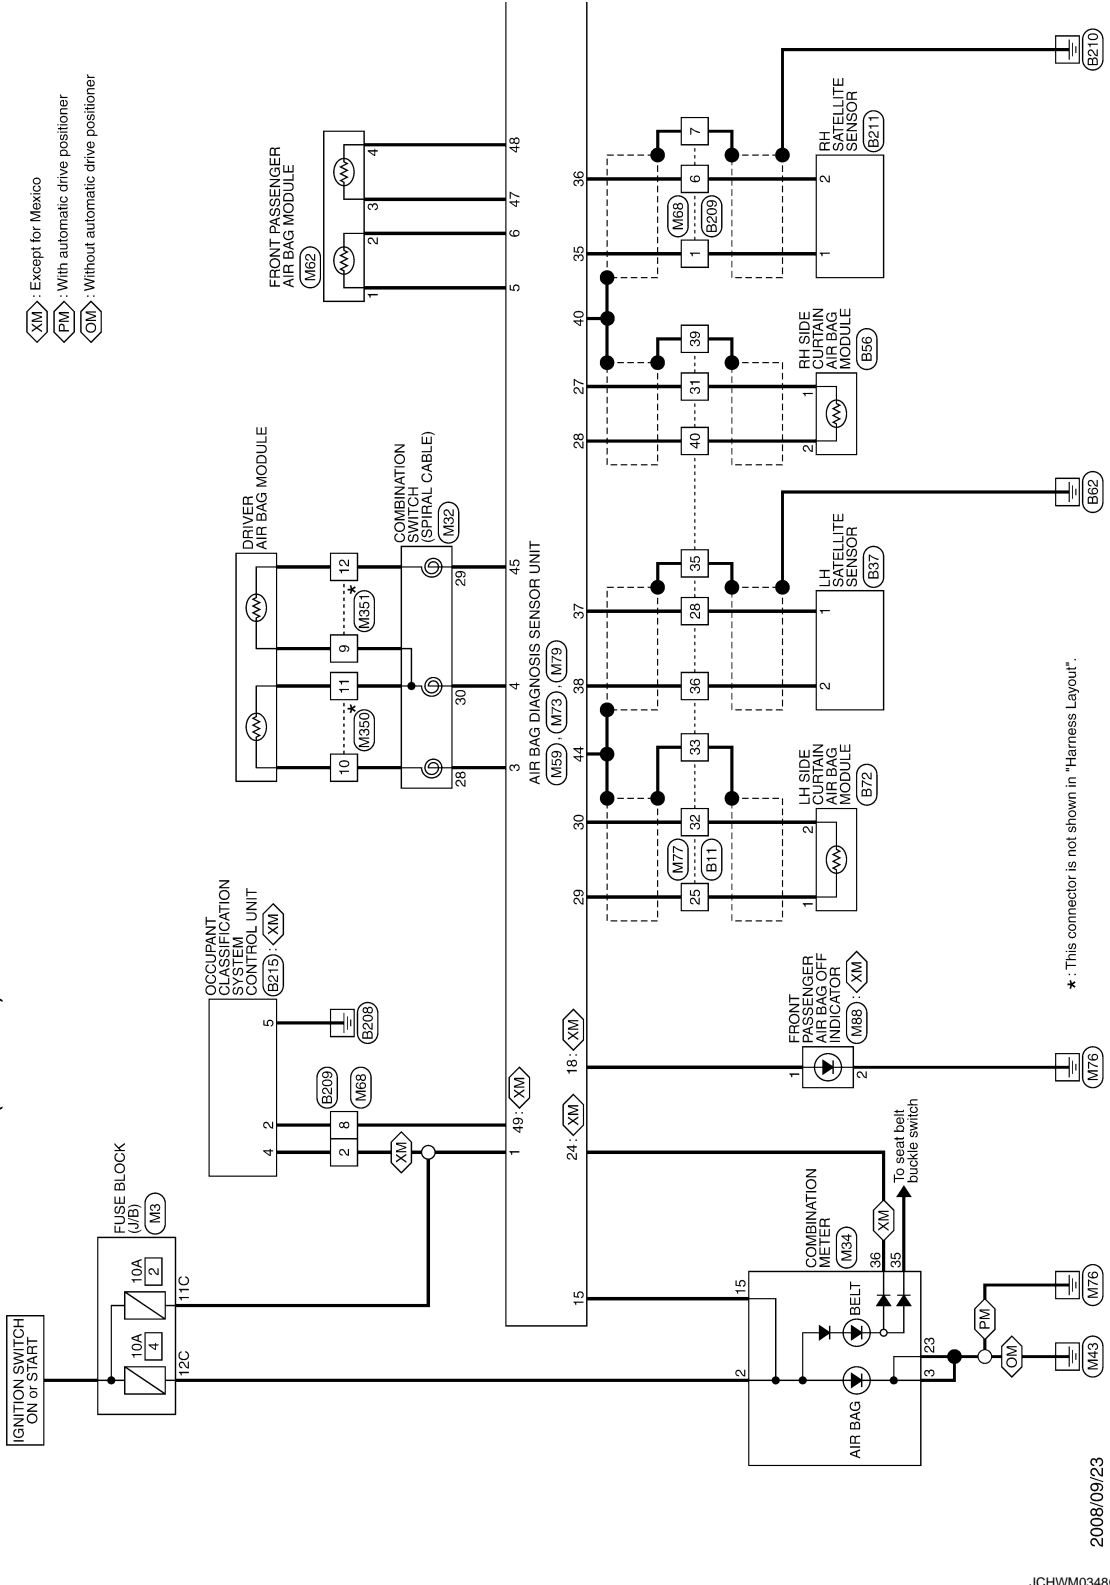 XM : Except for Mexico
PM : With automatic drive positioner
OM : Without automatic drive positioner
IGNITION SWITCH
ON or START
FUSE BLOCK
(J/B)
M3
10A
4
10A
2
12C
11C
OCCUPANT
CLASSIFICATION
SYSTEM
CONTROL UNIT
B215 : XM
4
2
5
B209
2
8
M68
B208
XM
DRIVER
AIR BAG MODULE
10
11
9
12
* M350
* M351
COMBINATION
SWITCH
(SPIRAL CABLE)
M32
28
30
29
FRONT PASSENGER
AIR BAG MODULE
M62
1
2
3
4
1
49 : XM
3
4
45
5
6
47
48
AIR BAG DIAGNOSIS SENSOR UNIT
M59 , M73 , M79
15
24 : XM
18 : XM
29
30
44
38
37
28
27
40
35
36
M77
B11
25
32
33
36
28
35
40
31
39
M68
B209
1
6
7
COMBINATION
METER
M34
2
15
BELT
AIR BAG
36
35
XM
3
23
To seat belt
buckle switch
PM
OM
M43
M76
FRONT
PASSENGER
AIR BAG OFF
INDICATOR
M88 : XM
1
2
M76
LH SIDE
CURTAIN
AIR BAG
MODULE
B72
1
2
LH
SATELLITE
SENSOR
B37
2
1
B62
RH SIDE
CURTAIN
AIR BAG
MODULE
B56
2
1
RH
SATELLITE
SENSOR
B211
1
2
B210
* : This connector is not shown in "Harness Layout".
2008/09/23